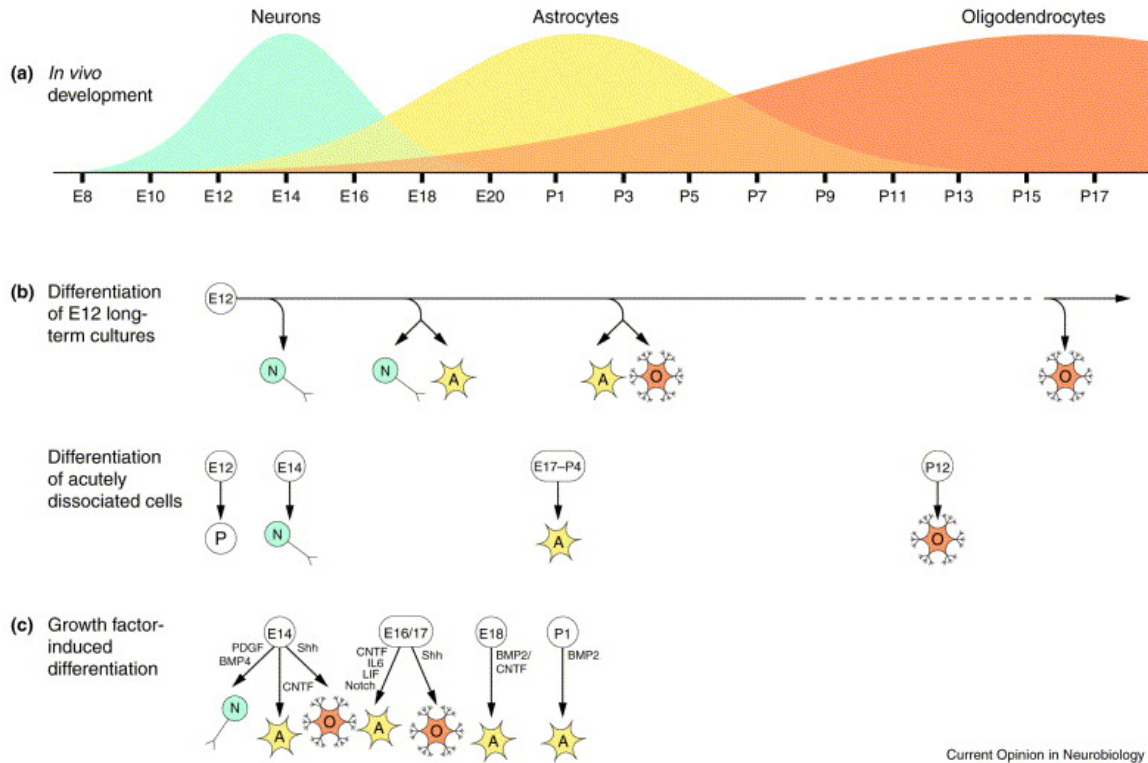 Neurons
Astrocytes
Oligodendrocytes
(a) In vivo
development
E8 E10 E12 E14 E16 E18 E20 P1 P3 P5 P7 P9 P11 P13 P15 P17
(b) Differentiation
of E12 long-
term cultures
E12
N
N
A
A
O
O
Differentiation
of acutely
dissociated cells
E12
E14
E17–P4
P12
P
N
A
O
(c) Growth factor-
induced
differentiation
E14
PDGF
BMP4
Shh
CNTF
N
A
O
E16/17
CNTF
IL6
LIF
Notch
Shh
A
O
E18
BMP2/
CNTF
A
P1
BMP2
A
Current Opinion in Neurobiology